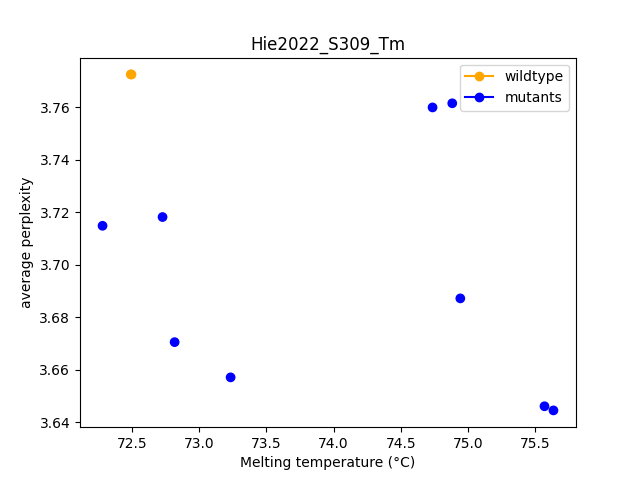 Hie2022_S309_Tm
wildtype
mutants
average perplexity
3.76
3.74
3.72
3.70
3.68
3.66
3.64
72.5 73.0 73.5 74.0 74.5 75.0 75.5
Melting temperature (°C)